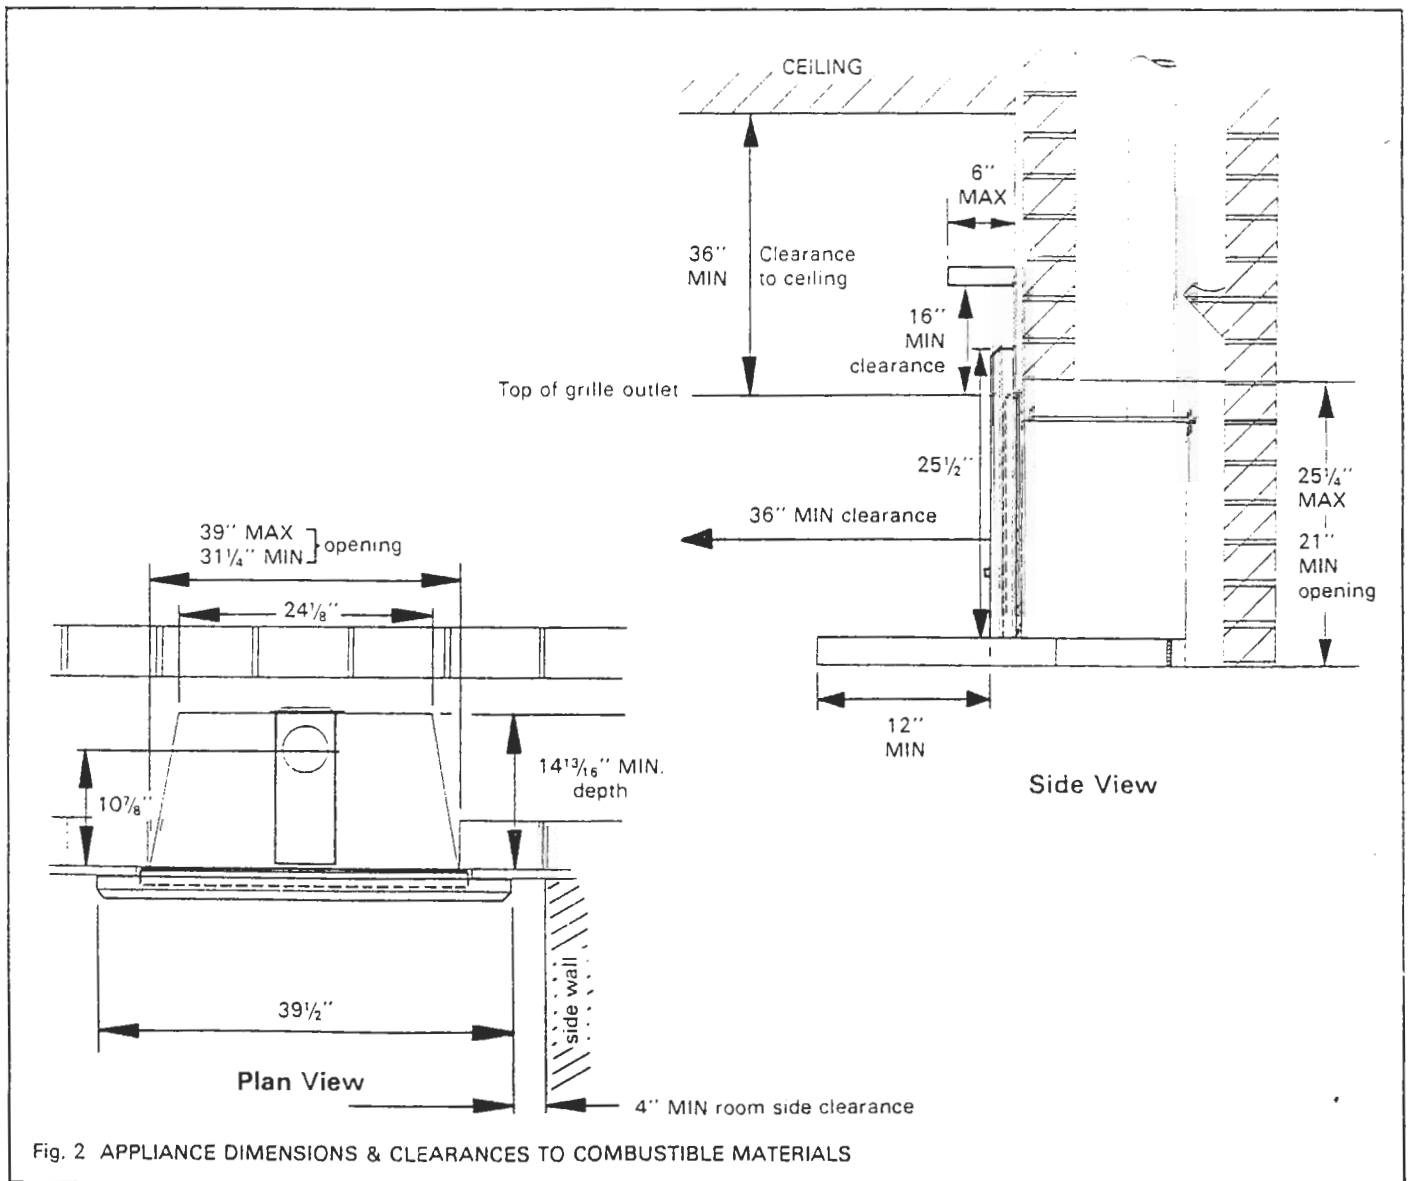 CEILING
6" MAX
36" MIN
Clearance to ceiling
16" MIN clearance
Top of grille outlet
25½"
36" MIN clearance
25¼" MAX
21" MIN opening
12" MIN
Side View
39" MAX
31¼" MIN
opening
24⅛"
10⅞"
14¹³⁄₁₆" MIN. depth
side wall
39½"
Plan View
4" MIN room side clearance
Fig. 2 APPLIANCE DIMENSIONS & CLEARANCES TO COMBUSTIBLE MATERIALS